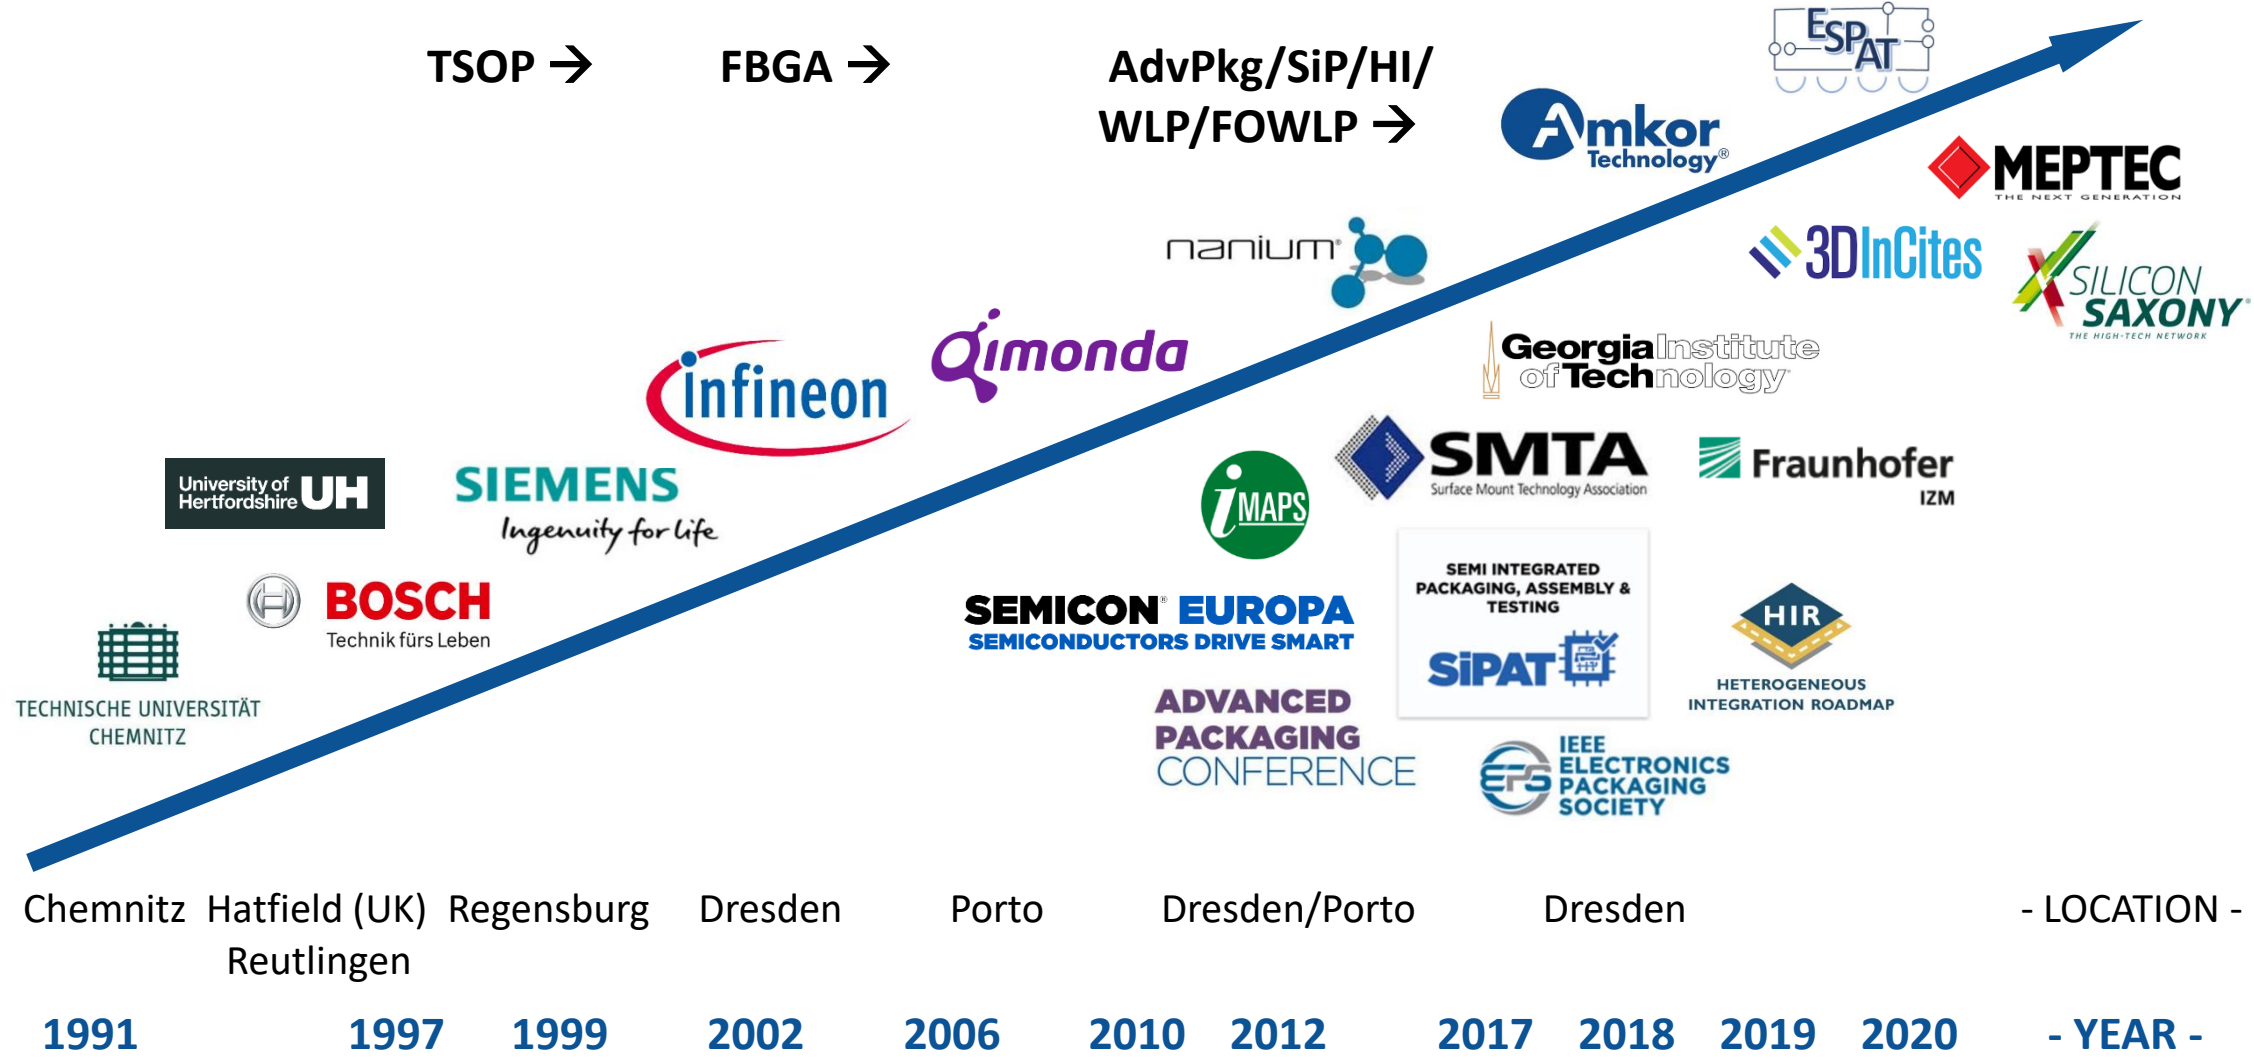 TSOP →
FBGA →
AdvPkg/SiP/HI/
WLP/FOWLP →
ESPAT
Amkor
Technology®
MEPTEC
THE NEXT GENERATION
nanium®
3DInCites
SILICON
SAXONY®
THE HIGH-TECH NETWORK
Qimonda
infineon
Georgia Institute
of Technology
University of
Hertfordshire UH
SIEMENS
Ingenuity for life
iMAPS
SMTA
Surface Mount Technology Association
Fraunhofer
IZM
BOSCH
Technik fürs Leben
SEMICON® EUROPA
SEMICONDUCTORS DRIVE SMART
SEMI INTEGRATED
PACKAGING, ASSEMBLY &
TESTING
SiPAT
HIR
HETEROGENEOUS
INTEGRATION ROADMAP
TECHNISCHE UNIVERSITÄT
CHEMNITZ
ADVANCED
PACKAGING
CONFERENCE
EPS
IEEE
ELECTRONICS
PACKAGING
SOCIETY
Chemnitz Hatfield (UK) Regensburg Dresden Porto Dresden/Porto Dresden - LOCATION -
Reutlingen
1991 1997 1999 2002 2006 2010 2012 2017 2018 2019 2020 - YEAR -